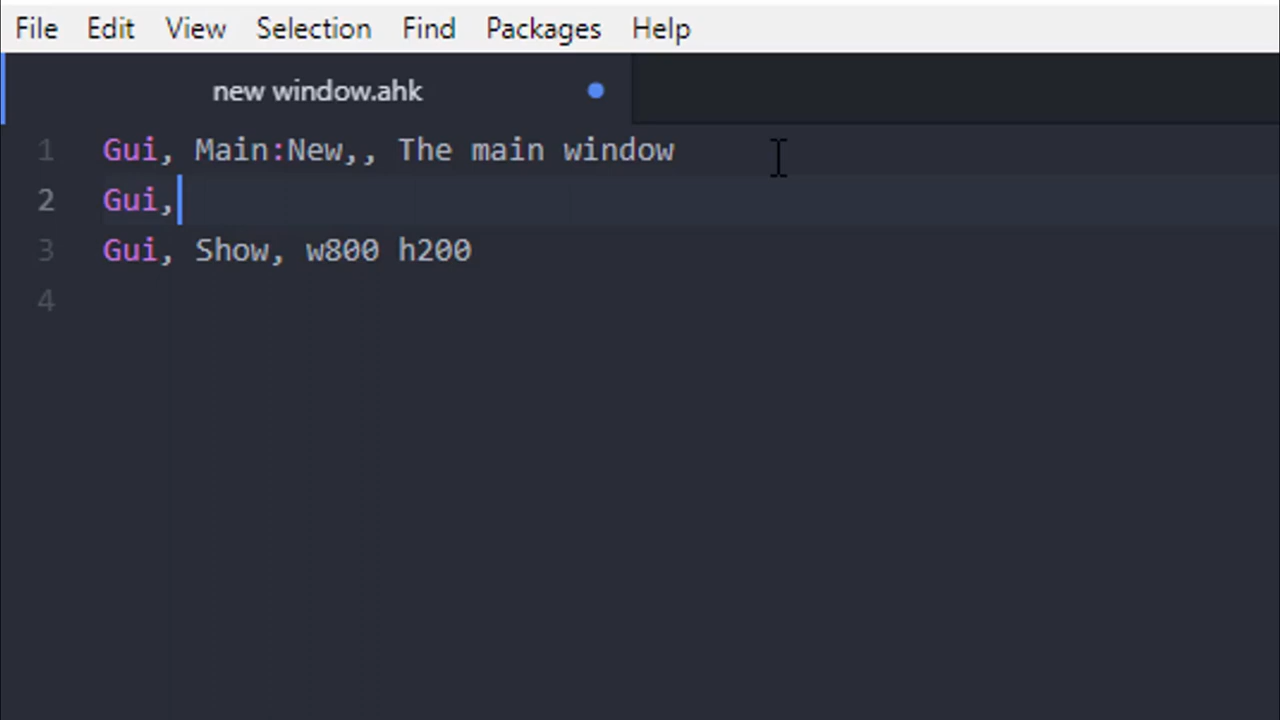 File Edit View Selection Find Packages Help
new window.ahk
1 Gui, Main:New,, The main window
2 Gui,
3 Gui, Show, w800 h200
4